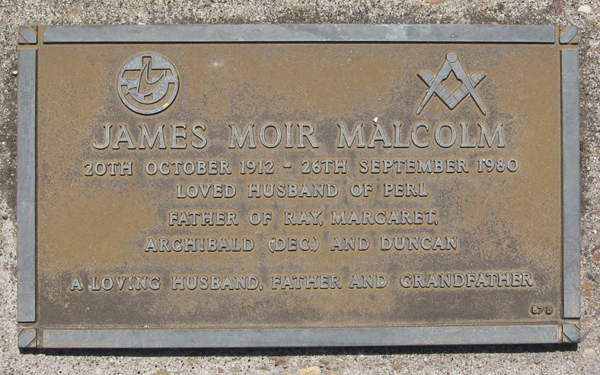 JAMES MOIR MALCOLM
20TH OCTOBER 1912 - 26TH SEPTEMBER 1980
LOVED HUSBAND OF PERL
FATHER OF RAY, MARGARET,
ARCHIBALD (DEC.) AND DUNCAN
A LOVING HUSBAND, FATHER AND GRANDFATHER